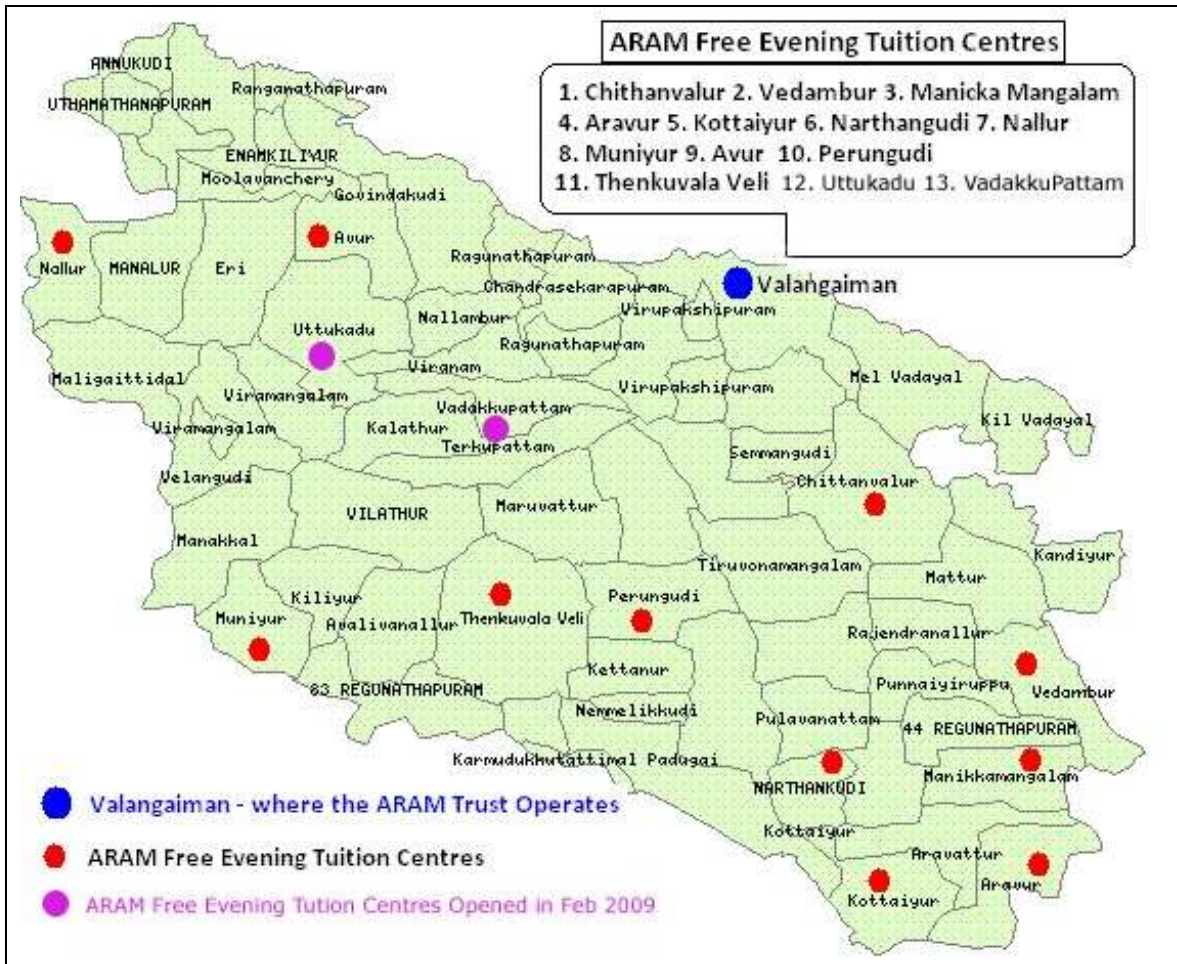 ARAM Free Evening Tuition Centres
1. Chithanvalur 2. Vedambur 3. Manicka Mangalam
4. Aravur 5. Kottaiyur 6. Narthangudi 7. Nallur
8. Muniyur 9. Avur 10. Perungudi
11. Thenkuvala Veli 12. Uttukadu 13. VadakkuPattam
ANNUKUDI
UTHAMATHANAPURAM
Ranganathapuram
ENAMKILIYUR
Moolavanchery
Govindakudi
Nallur
MANALUR
Eri
Avur
Ragunathapuram
Chandrasekarapuram
Virupakshipuram
Valangaiman
Uttukadu
Nallambur
Ragunathapuram
Maligaittidal
Viramangalam
Viranam
Virupakshipuram
Mel Vadayal
Kil Vadayal
Viramangalam
Kalathur
Vadakkupattam
Terkupattam
Semmangudi
Velangudi
Chittanvalur
VILATHUR
Maruvattur
Manakkal
Tiruvonamangalam
Kandiyur
Mattur
Kiliyur
Muniyur
Avalivanallur
Thenkuvala Veli
Perungudi
Rajendranallur
Kettanur
Punnaiyiruppu
Vedambur
83 REGUNATHAPURAM
Nemmelikkudi
Pulavanattam
44 REGUNATHAPURAM
Karmudukhutattimal Padugai
NARTHANKUDI
Manikkamangalam
Kottaiyur
Aravattur
Aravur
Kottaiyur
Valangaiman - where the ARAM Trust Operates
ARAM Free Evening Tuition Centres
ARAM Free Evening Tution Centres Opened in Feb 2009